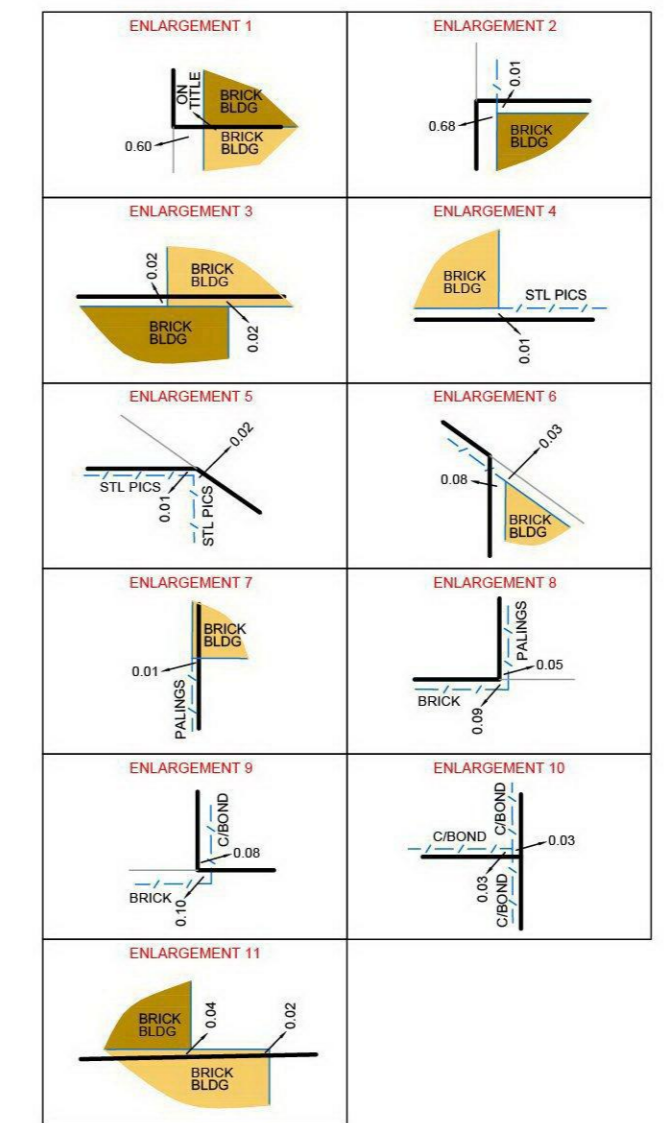 ENLARGEMENT 1
ON
TITLE
BRICK
BLDG
BRICK
BLDG
0.60
ENLARGEMENT 2
0.01
0.68
BRICK
BLDG
ENLARGEMENT 3
0.02
BRICK
BLDG
BRICK
BLDG
0.02
ENLARGEMENT 4
BRICK
BLDG
STL PICS
0.01
ENLARGEMENT 5
0.02
STL PICS
0.01
STL PICS
ENLARGEMENT 6
0.03
0.08
BRICK
BLDG
ENLARGEMENT 7
BRICK
BLDG
0.01
PALINGS
ENLARGEMENT 8
PALINGS
0.05
BRICK
0.09
ENLARGEMENT 9
C/BOND
0.08
BRICK
0.10
ENLARGEMENT 10
C/BOND
C/BOND
0.03
0.03
C/BOND
ENLARGEMENT 11
BRICK
BLDG
0.04
0.02
BRICK
BLDG